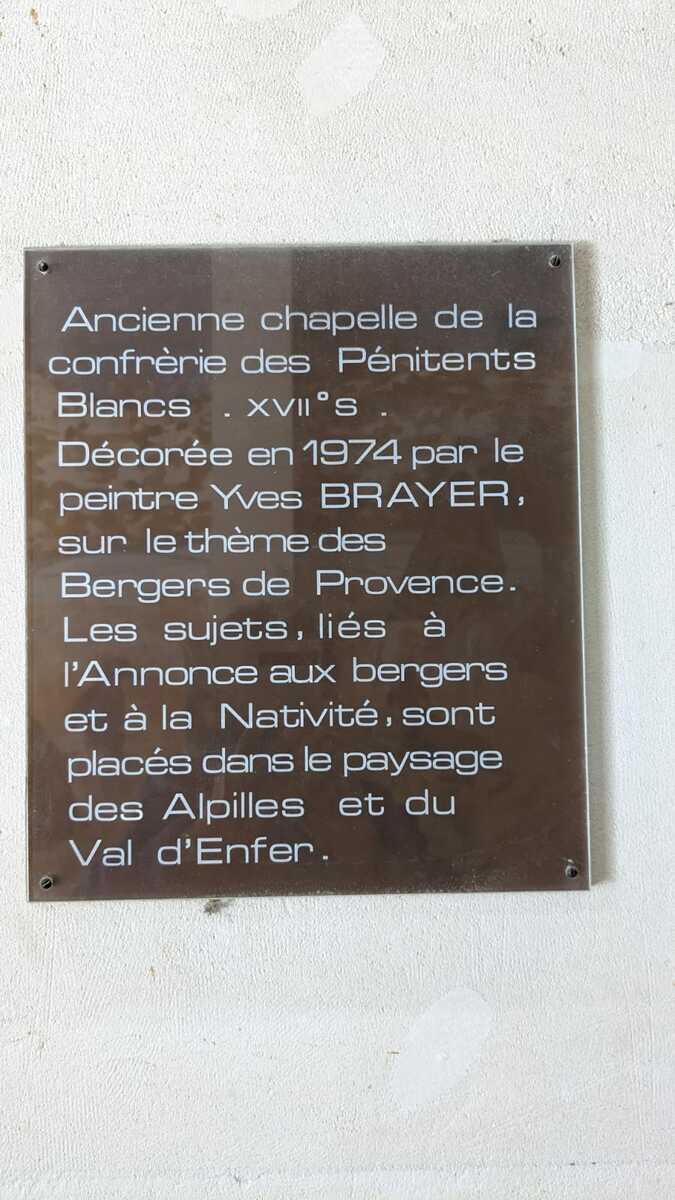 Ancienne chapelle de la
confrèrie des Pénitents
Blancs . XVII°s .
Décorée en 1974 par le
peintre Yves BRAYER,
sur le thème des
Bergers de Provence.
Les sujets, liés à
l'Annonce aux bergers
et à la Nativité, sont
placés dans le paysage
des Alpilles et du
Val d'Enfer.